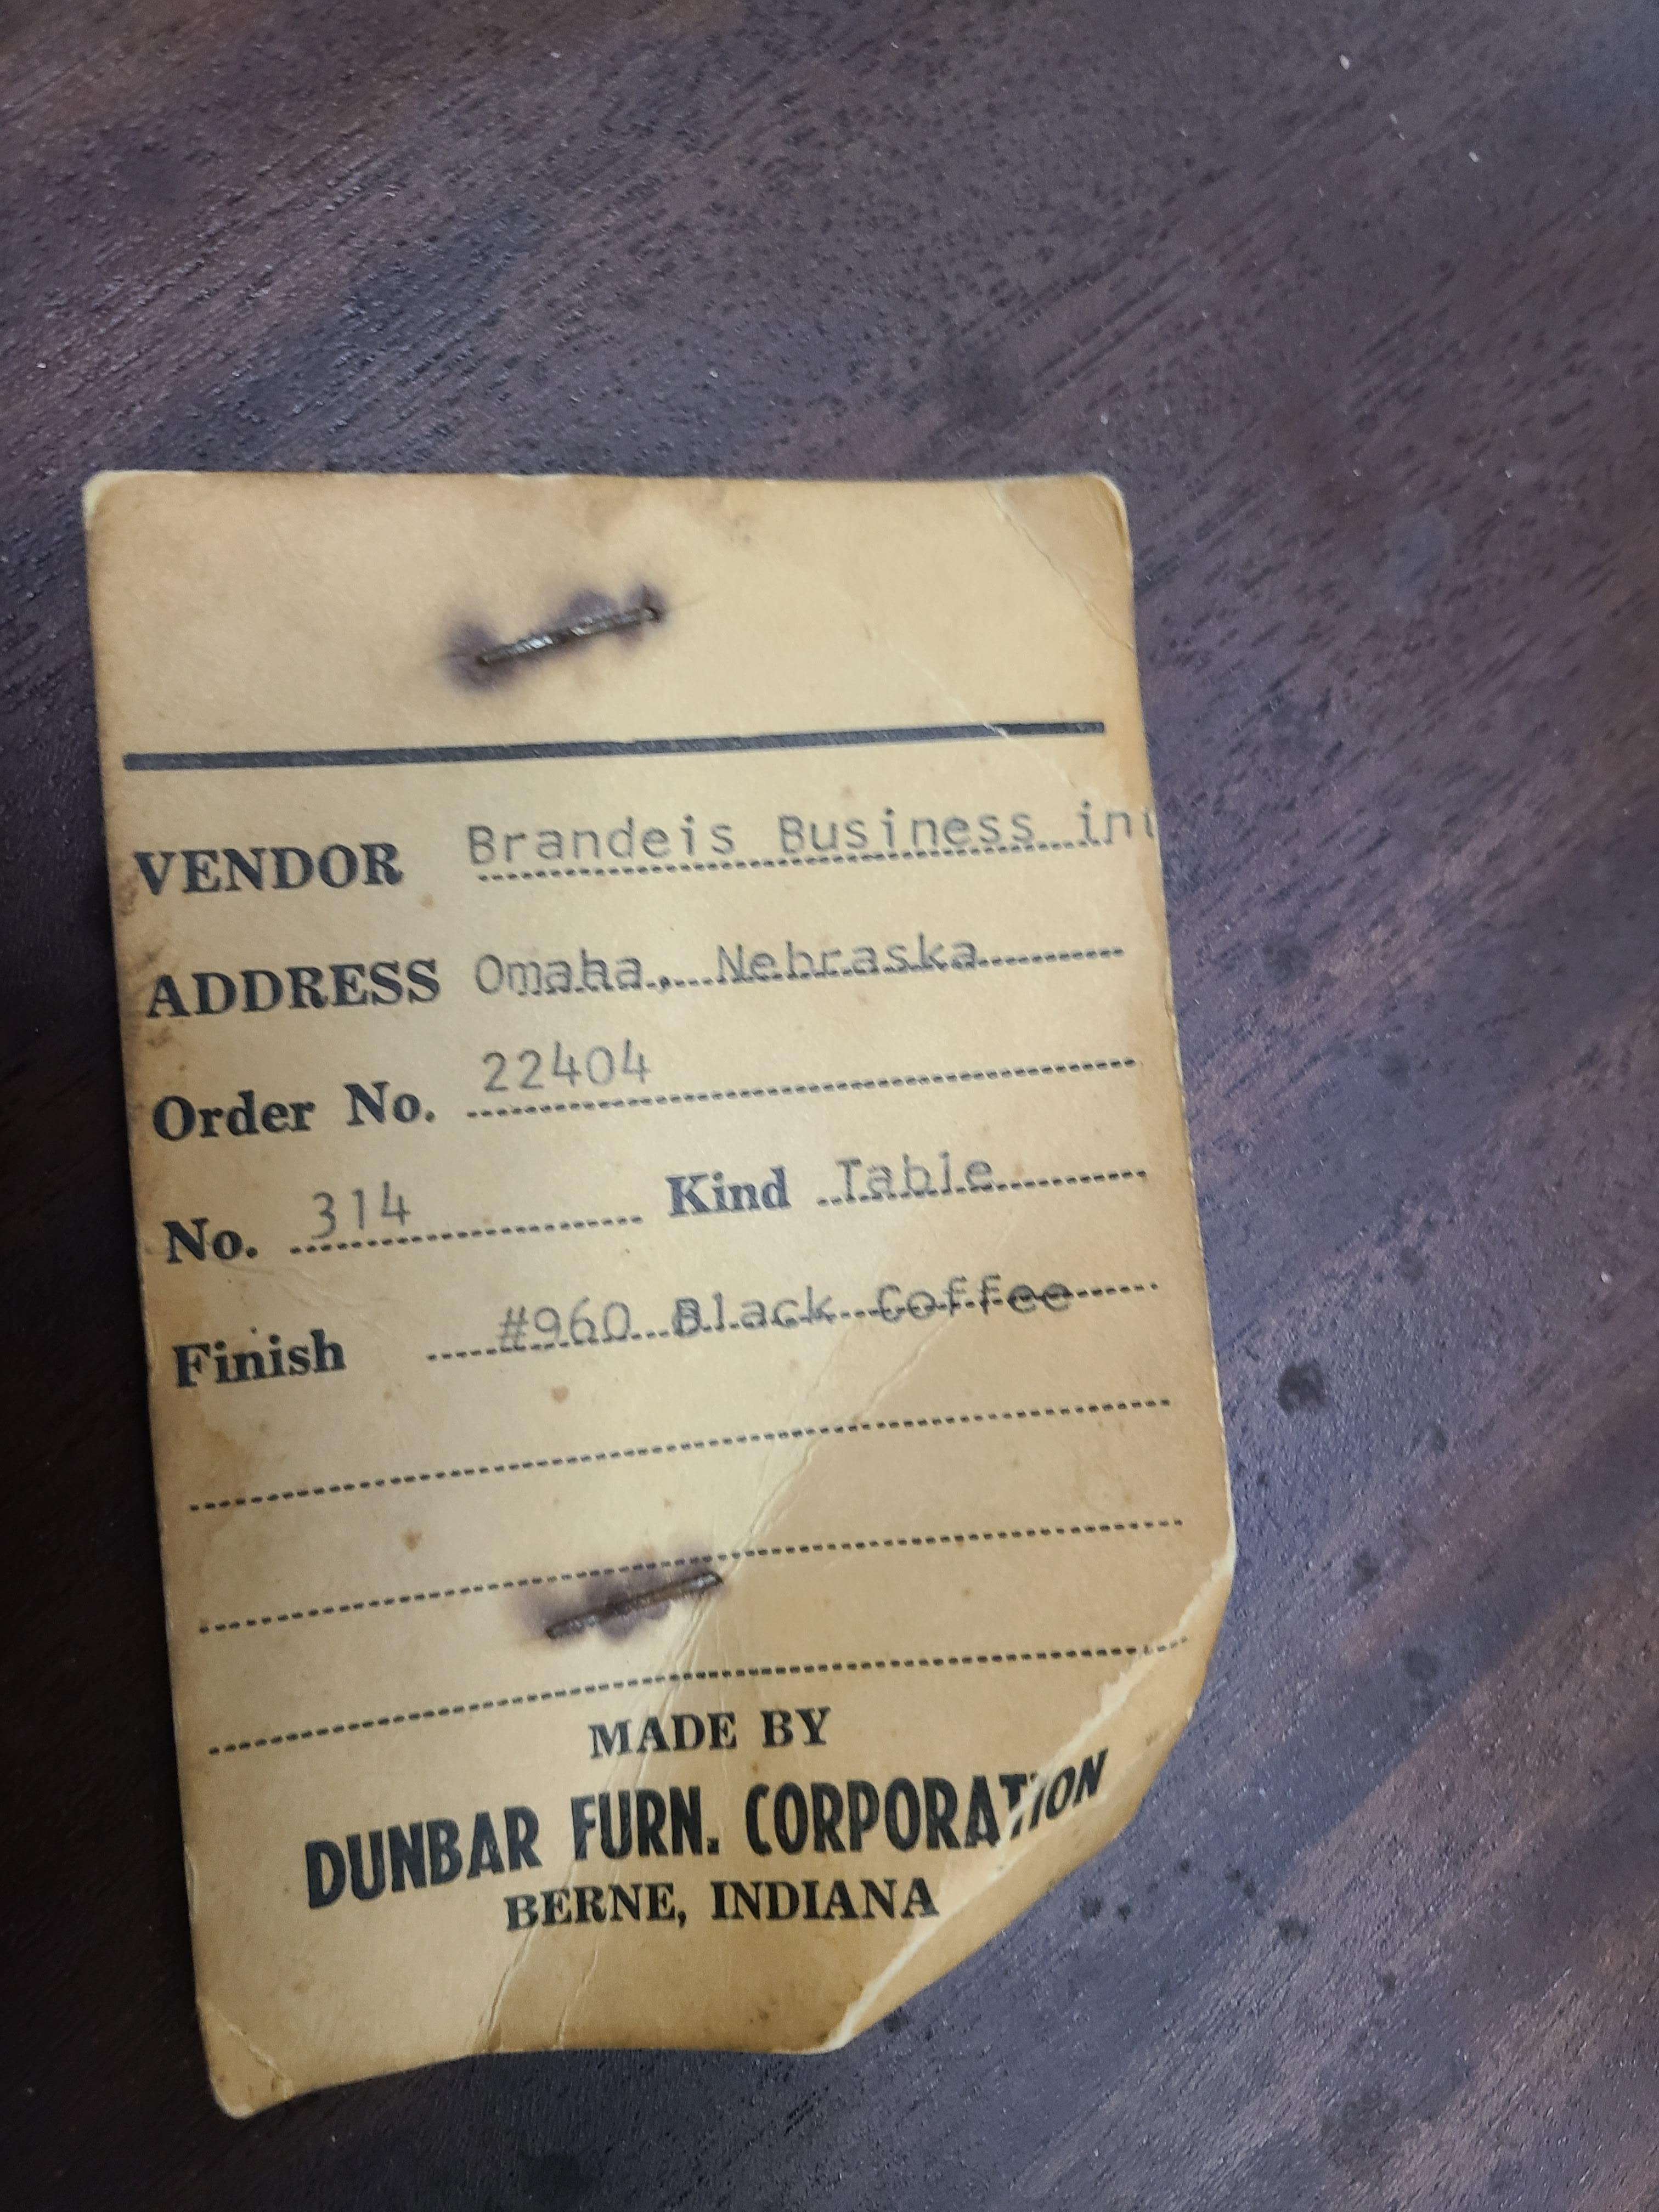 VENDOR Brandeis Business int
ADDRESS Omaha, Nebraska
Order No. 22404
No. 314 Kind Table
Finish #960 Black Coffee
MADE BY
DUNBAR FURN. CORPORATION
BERNE, INDIANA